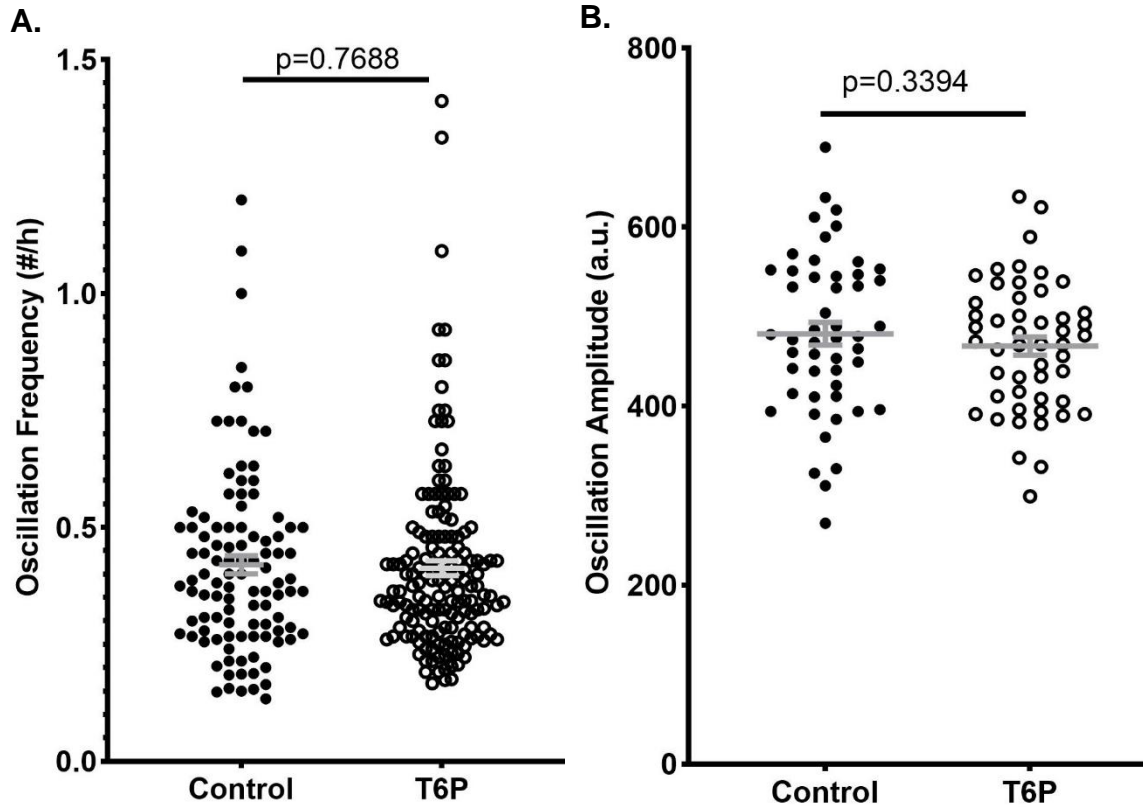 A.
Oscillation Frequency (#/h)
1.5
1.0
0.5
0.0
p=0.7688
Control
T6P
B.
Oscillation Amplitude (a.u.)
800
600
400
200
0
p=0.3394
Control
T6P